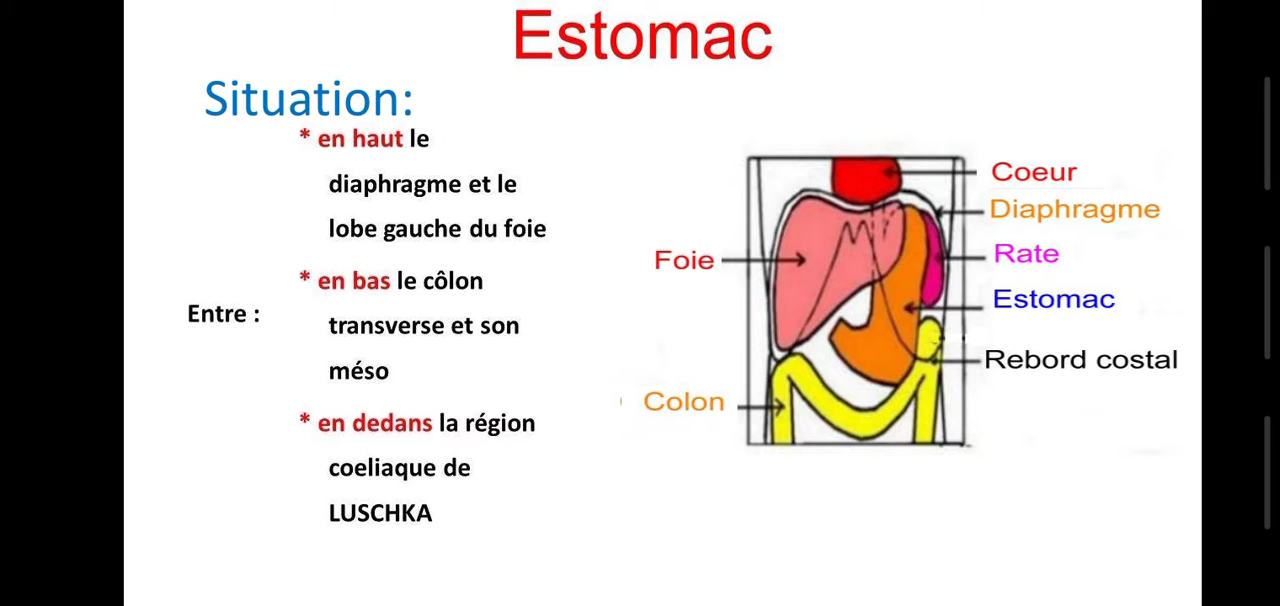 Estomac
Situation:
* en haut le
diaphragme et le
lobe gauche du foie
* en bas le côlon
Entre :
transverse et son
méso
* en dedans la région
coeliaque de
LUSCHKA
Coeur
Diaphragme
Rate
Foie
Estomac
Rebord costal
Colon